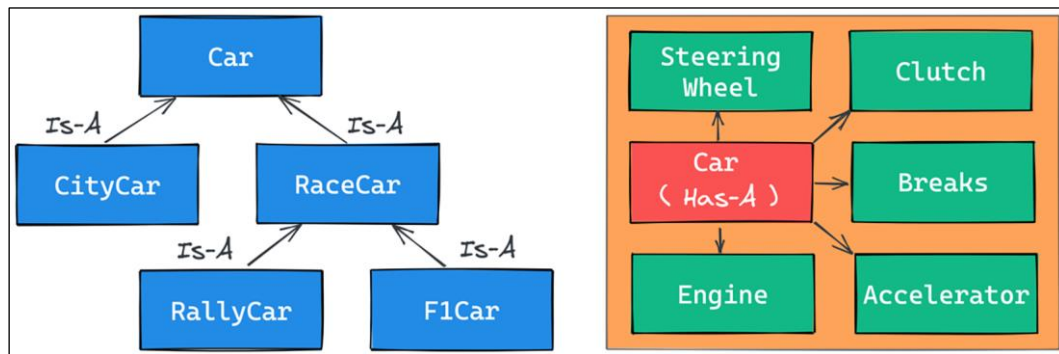 Car
Is-A
Is-A
CityCar
RaceCar
Is-A
Is-A
RallyCar
F1Car
Steering
Wheel
Clutch
Car
( Has-A )
Breaks
Engine
Accelerator